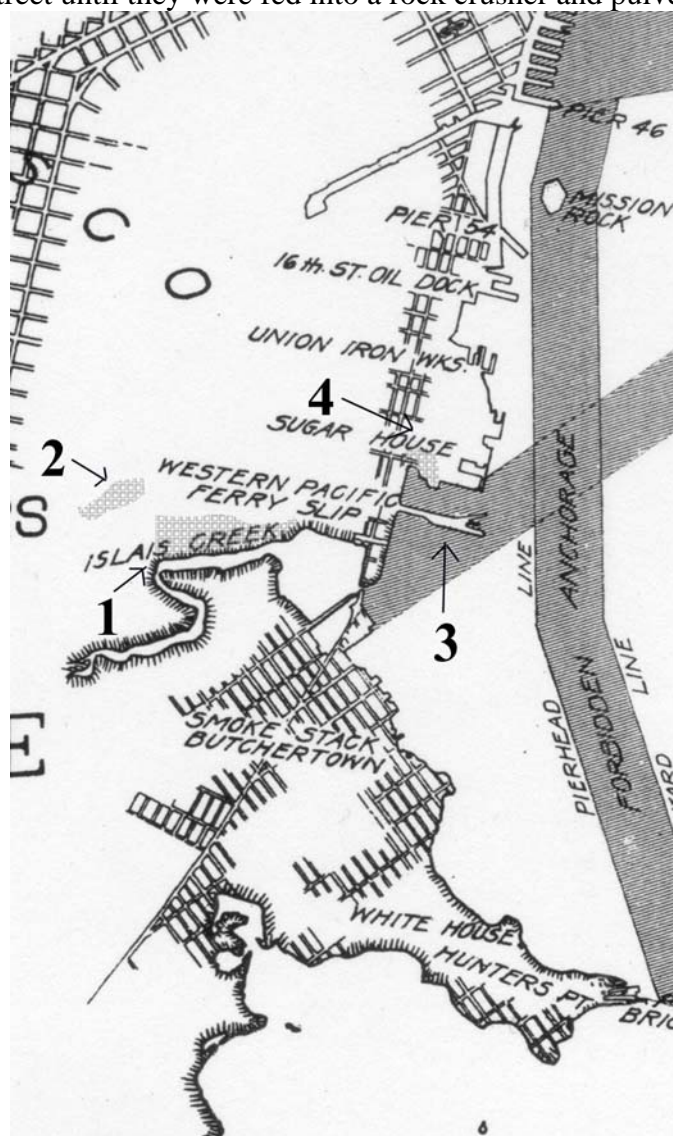 treet until they were fed into a rock crusher and pulve
PIER 46
MISSION
ROCK
S
C
O
PIER 54
16th. ST. OIL DOCK
UNION IRON WKS.
4
SUGAR HOUSE
2
WESTERN PACIFIC
FERRY SLIP
ISLAIS CREEK
1
3
LINE
ANCHORAGE
SMOKE STACK
BUTCHERTOWN
PIERHEAD
FORBIDDEN
LINE
WHITE HOUSE
HUNTERS PT.